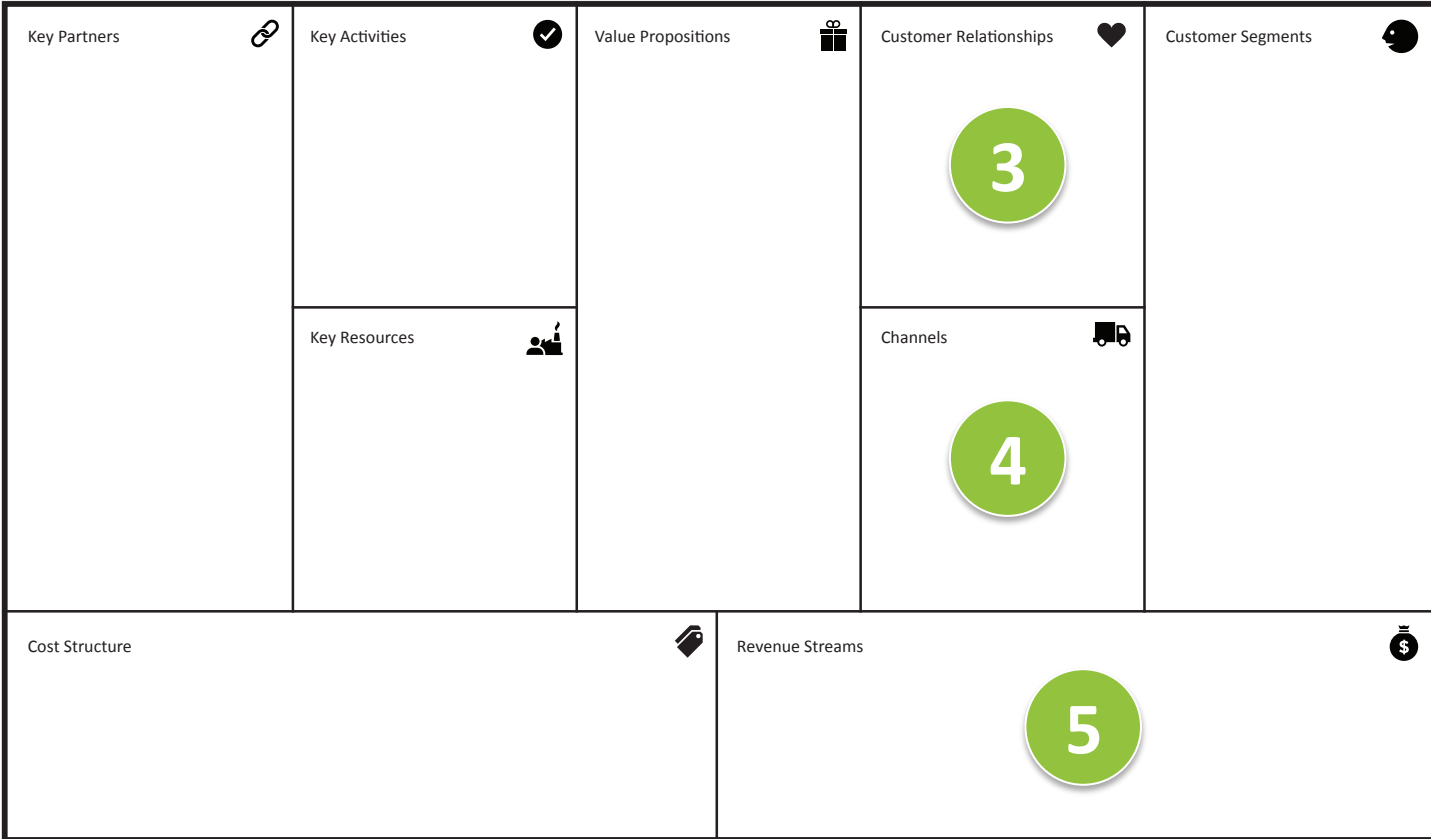 Key Partners
Key Activities
Value Propositions
Customer Relationships
Customer Segments
3
Key Resources
Channels
4
Cost Structure
Revenue Streams
$
5